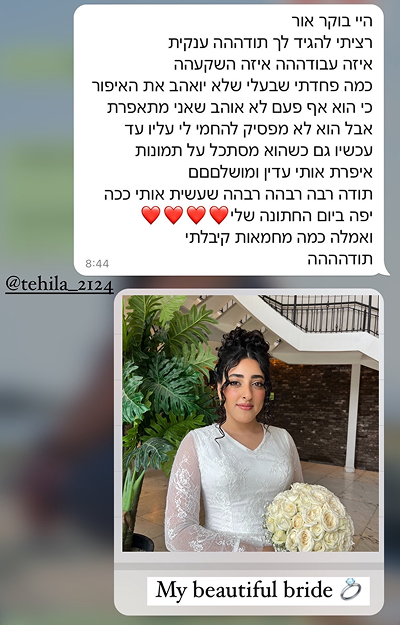 היי בוקר אור
רציתי להגיד לך תודהההה ענקית
איזה עבודהההה איזה השקעהה
כמה פחדתי שבעלי שלא יואהב את האיפור
כי הוא אף פעם לא אוהב שאני מתאפרת
אבל הוא לא מפסיק להחמי לי עליו עד
עכשיו גם כשהוא מסתכל על תמונות
איפרת אותי עדין ומושלםםם
תודה רבה רבהה רבהה שעשית אותי ככה
יפה ביום החתונה שלי❤️❤️❤️❤️
ואמלה כמה מחמאות קיבלתי
תודההההה
8:44
@tehila_2124
My beautiful bride 💍